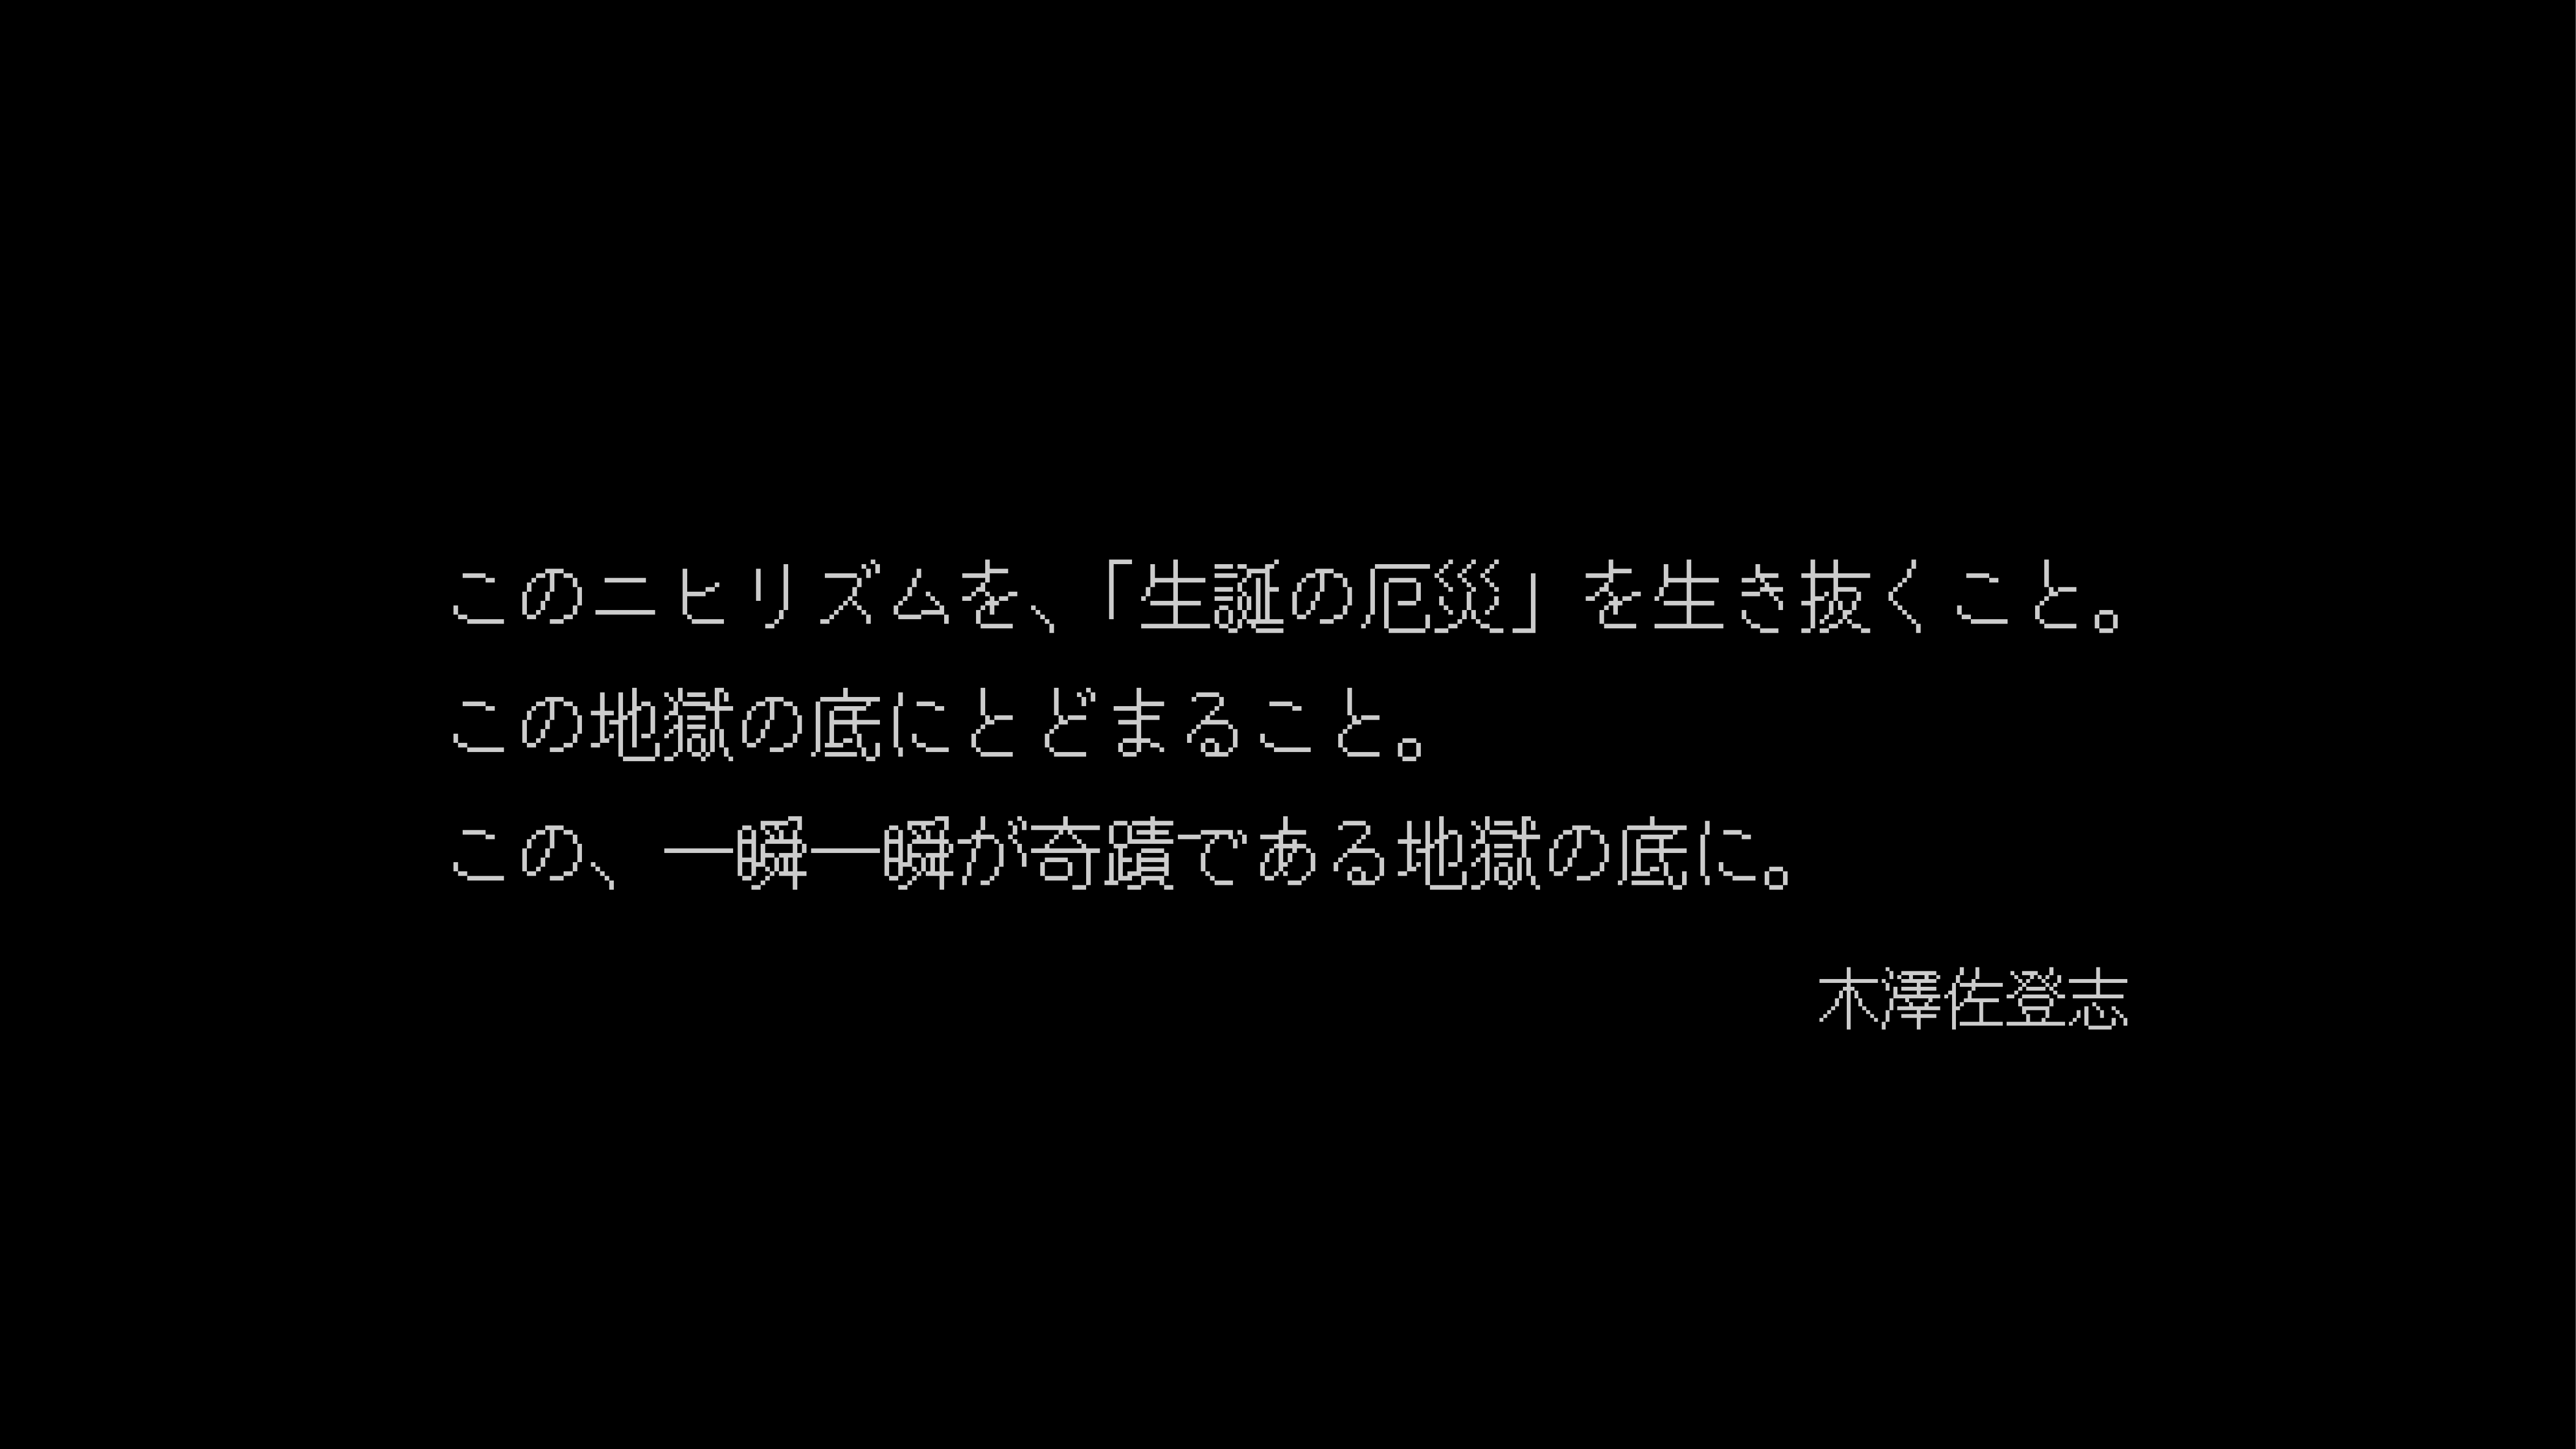 このニヒリズムを、「生誕の厄災」を生き抜くこと。
この地獄の底にとどまること。
この、一瞬一瞬が奇蹟である地獄の底に。
木澤佐登志